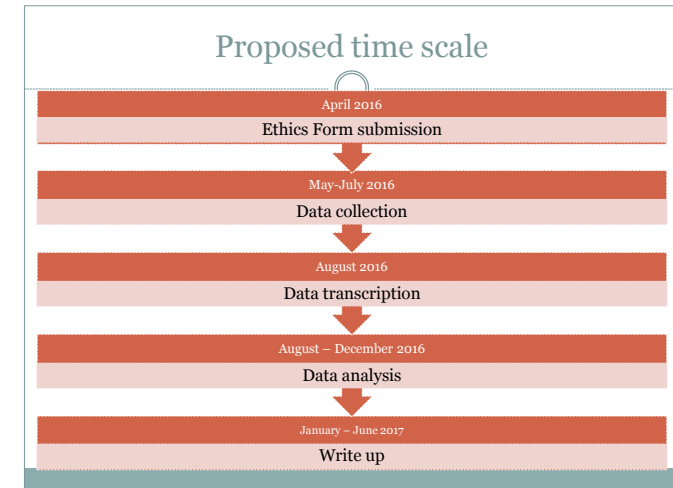 Proposed time scale
April 2016
Ethics Form submission
May-July 2016
Data collection
August 2016
Data transcription
August – December 2016
Data analysis
January – June 2017
Write up